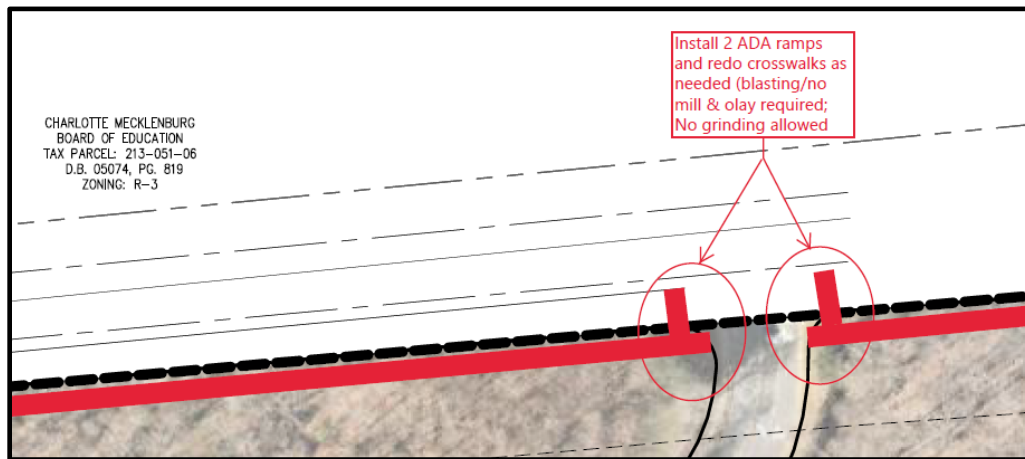 Install 2 ADA ramps
and redo crosswalks as
needed (blasting/no
mill & olay required;
No grinding allowed
CHARLOTTE MECKLENBURG
BOARD OF EDUCATION
TAX PARCEL: 213-051-06
D.B. 05074, PG. 819
ZONING: R-3